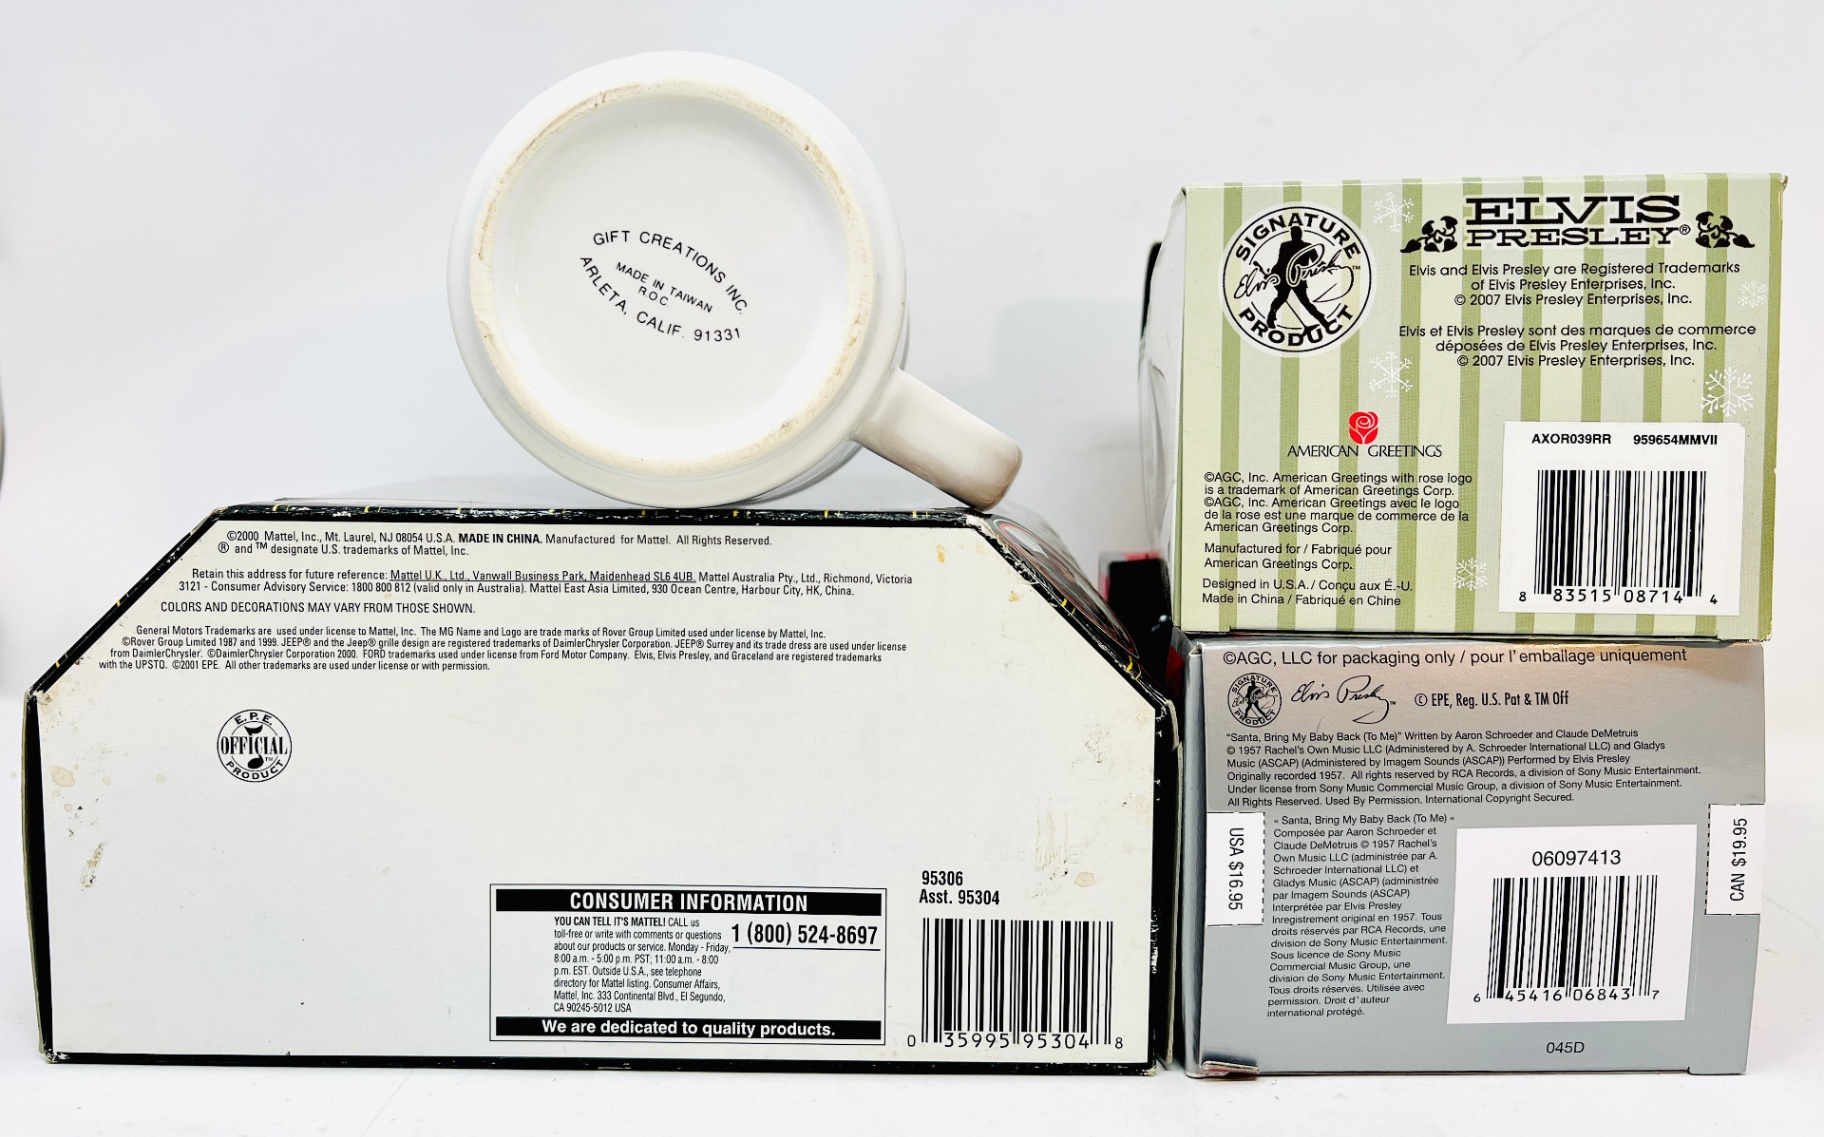 GIFT CREATIONS INC.
MADE IN TAIWAN
R.O.C
ARLETA, CALIF. 91331
©2000 Mattel, Inc., Mt. Laurel, NJ 08054 U.S.A. MADE IN CHINA. Manufactured for Mattel. All Rights Reserved.
® and ™ designate U.S. trademarks of Mattel, Inc.
Retain this address for future reference: Mattel U.K., Ltd., Vanwall Business Park, Maidenhead SL6 4UB. Mattel Australia Pty., Ltd., Richmond, Victoria
3121 - Consumer Advisory Service: 1800 800 812 (valid only in Australia). Mattel East Asia Limited, 930 Ocean Centre, Harbour City, HK, China.
COLORS AND DECORATIONS MAY VARY FROM THOSE SHOWN.
General Motors Trademarks are used under license to Mattel, Inc. The MG Name and Logo are trade marks of Rover Group Limited used under license by Mattel, Inc.
©Rover Group Limited 1987 and 1999. JEEP® and the Jeep® grille design are registered trademarks of DaimlerChrysler Corporation. JEEP® Surrey and its trade dress are used under license
from DaimlerChrysler. ©DaimlerChrysler Corporation 2000. FORD trademarks used under license from Ford Motor Company. Elvis, Elvis Presley, and Graceland are registered trademarks
with the UPSTO. ©2001 EPE. All other trademarks are used under license or with permission.
E.P.E.
OFFICIAL
TM
PRODUCT
CONSUMER INFORMATION
YOU CAN TELL IT'S MATTEL! CALL us
toll-free or write with comments or questions
about our products or service. Monday - Friday,
8:00 a.m. - 5:00 p.m. PST; 11:00 a.m. - 8:00
p.m. EST. Outside U.S.A., see telephone
directory for Mattel listing. Consumer Affairs,
Mattel, Inc. 333 Continental Blvd., El Segundo,
CA 90245-5012 USA
1 (800) 524-8697
We are dedicated to quality products.
95306
Asst. 95304
0 35995 95304 8
SIGNATURE
Elvis Presley™
PRODUCT
ELVIS
PRESLEY®
Elvis and Elvis Presley are Registered Trademarks
of Elvis Presley Enterprises, Inc.
© 2007 Elvis Presley Enterprises, Inc.
Elvis et Elvis Presley sont des marques de commerce
déposées de Elvis Presley Enterprises, Inc.
© 2007 Elvis Presley Enterprises, Inc.
AMERICAN GREETINGS
©AGC, Inc. American Greetings with rose logo
is a trademark of American Greetings Corp.
©AGC, Inc. American Greetings avec le logo
de la rose est une marque de commerce de la
American Greetings Corp.
Manufactured for / Fabriqué pour
American Greetings Corp.
Designed in U.S.A. / Conçu aux É.-U.
Made in China / Fabriqué en Chine
AXOR039RR 959654MMVII
8 83515 08714 4
©AGC, LLC for packaging only / pour l'emballage uniquement
SIGNATURE
PRODUCT
Elvis Presley™
© EPE, Reg. U.S. Pat & TM Off
"Santa, Bring My Baby Back (To Me)" Written by Aaron Schroeder and Claude DeMetruis
© 1957 Rachel's Own Music LLC (Administered by A. Schroeder International LLC) and Gladys
Music (ASCAP) (Administered by Imagem Sounds (ASCAP)) Performed by Elvis Presley
Originally recorded 1957. All rights reserved by RCA Records, a division of Sony Music Entertainment.
Under license from Sony Music Commercial Music Group, a division of Sony Music Entertainment.
All Rights Reserved. Used By Permission. International Copyright Secured.
« Santa, Bring My Baby Back (To Me) »
Composée par Aaron Schroeder et
Claude DeMetruis © 1957 Rachel's
Own Music LLC (administrée par A.
Schroeder International LLC) et
Gladys Music (ASCAP) (administrée
par Imagem Sounds (ASCAP)
Interprétée par Elvis Presley
Inregistrement original en 1957. Tous
droits réservés par RCA Records, une
division de Sony Music Entertainment.
Sous licence de Sony Music
Commercial Music Group, une
division de Sony Music Entertainment.
Tous droits réservés. Utilisée avec
permission. Droit d'auteur
international protégé.
USA $16.95
CAN $19.95
06097413
6 45416 06843 7
045D